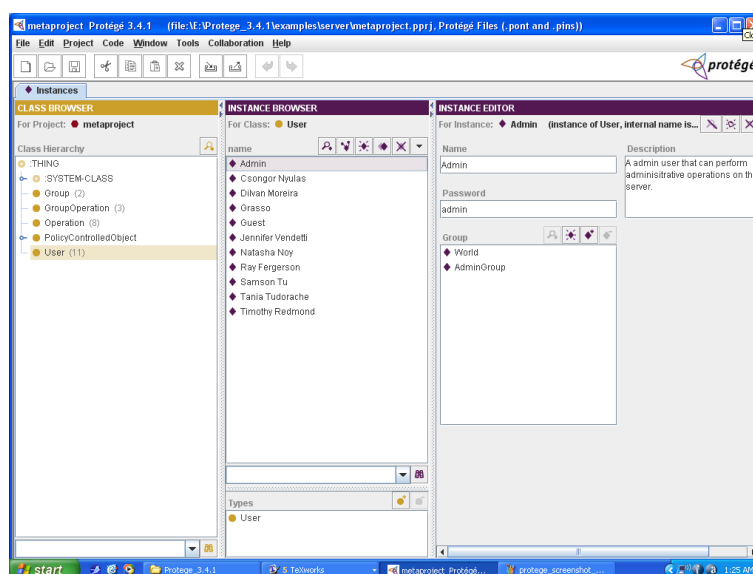 metaproject Protégé 3.4.1 (file:\E:\Protege_3.4.1\examples\server\metaproject.pprj, Protégé Files (.pont and .pins))
File Edit Project Code Window Tools Collaboration Help
protégé
Instances
CLASS BROWSER
For Project: metaproject
Class Hierarchy
:THING
:SYSTEM-CLASS
Group (2)
GroupOperation (3)
Operation (8)
PolicyControlledObject
User (11)
INSTANCE BROWSER
For Class: User
name
Admin
Csongor Nyulas
Dilvan Moreira
Grasso
Guest
Jennifer Vendetti
Natasha Noy
Ray Fergerson
Samson Tu
Tania Tudorache
Timothy Redmond
Types
User
INSTANCE EDITOR
For Instance: Admin (instance of User, internal name is...
Name
Admin
Password
admin
Group
World
AdminGroup
Description
A admin user that can perform
adminisitrative operations on th
server.
start
Protege_3.4.1
5 TeXworks
metaproject Protégé...
protege_screenshot_...
1:25 AM